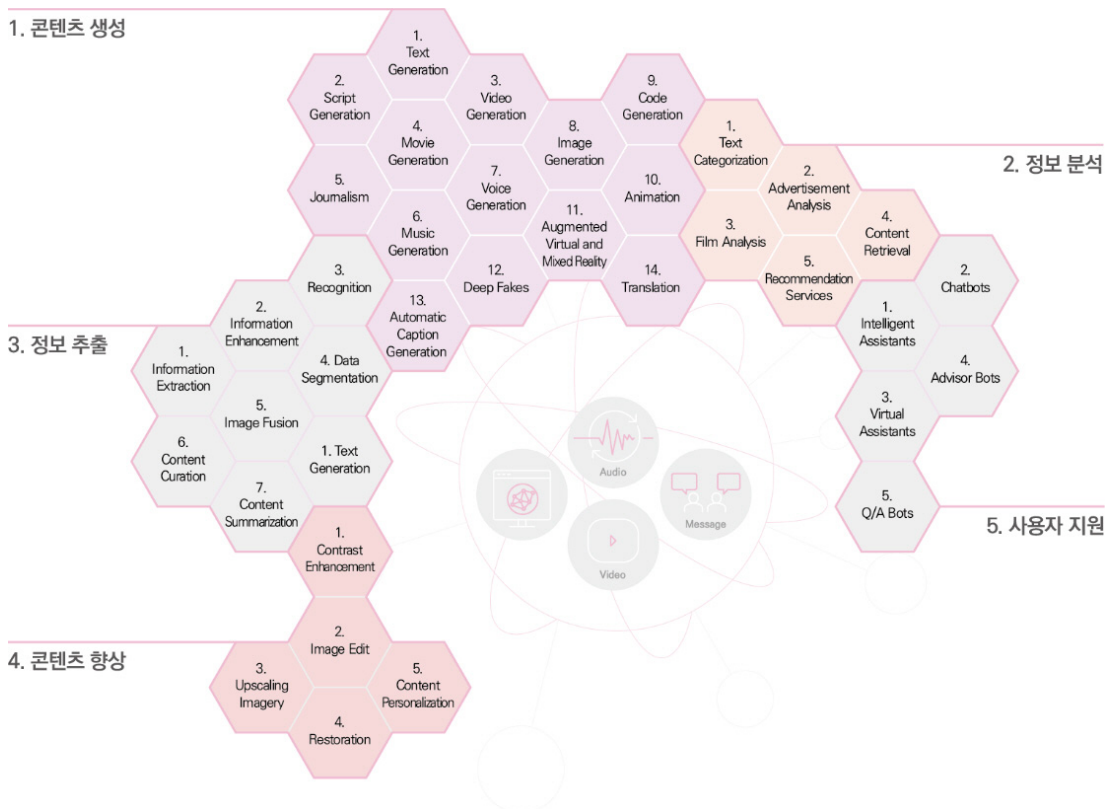 1. 콘텐츠 생성
1.
Text
Generation
2.
Script
Generation
3.
Video
Generation
4.
Movie
Generation
5.
Journalism
6.
Music
Generation
7.
Voice
Generation
8.
Image
Generation
9.
Code
Generation
10.
Animation
11.
Augmented
Virtual and
Mixed Reality
12.
Deep Fakes
13.
Automatic
Caption
Generation
14.
Translation
2. 정보 분석
1.
Text
Categorization
2.
Advertisement
Analysis
3.
Film Analysis
4.
Content
Retrieval
5.
Recommendation
Services
3. 정보 추출
1.
Information
Extraction
2.
Information
Enhancement
3.
Recognition
4. Data
Segmentation
5.
Image Fusion
6.
Content
Curation
1. Text
Generation
7.
Content
Summarization
4. 콘텐츠 향상
1.
Contrast
Enhancement
2.
Image Edit
3.
Upscaling
Imagery
4.
Restoration
5.
Content
Personalization
5. 사용자 지원
1.
Intelligent
Assistants
2.
Chatbots
3.
Virtual
Assistants
4.
Advisor Bots
5.
Q/A Bots
Audio
Message
Video